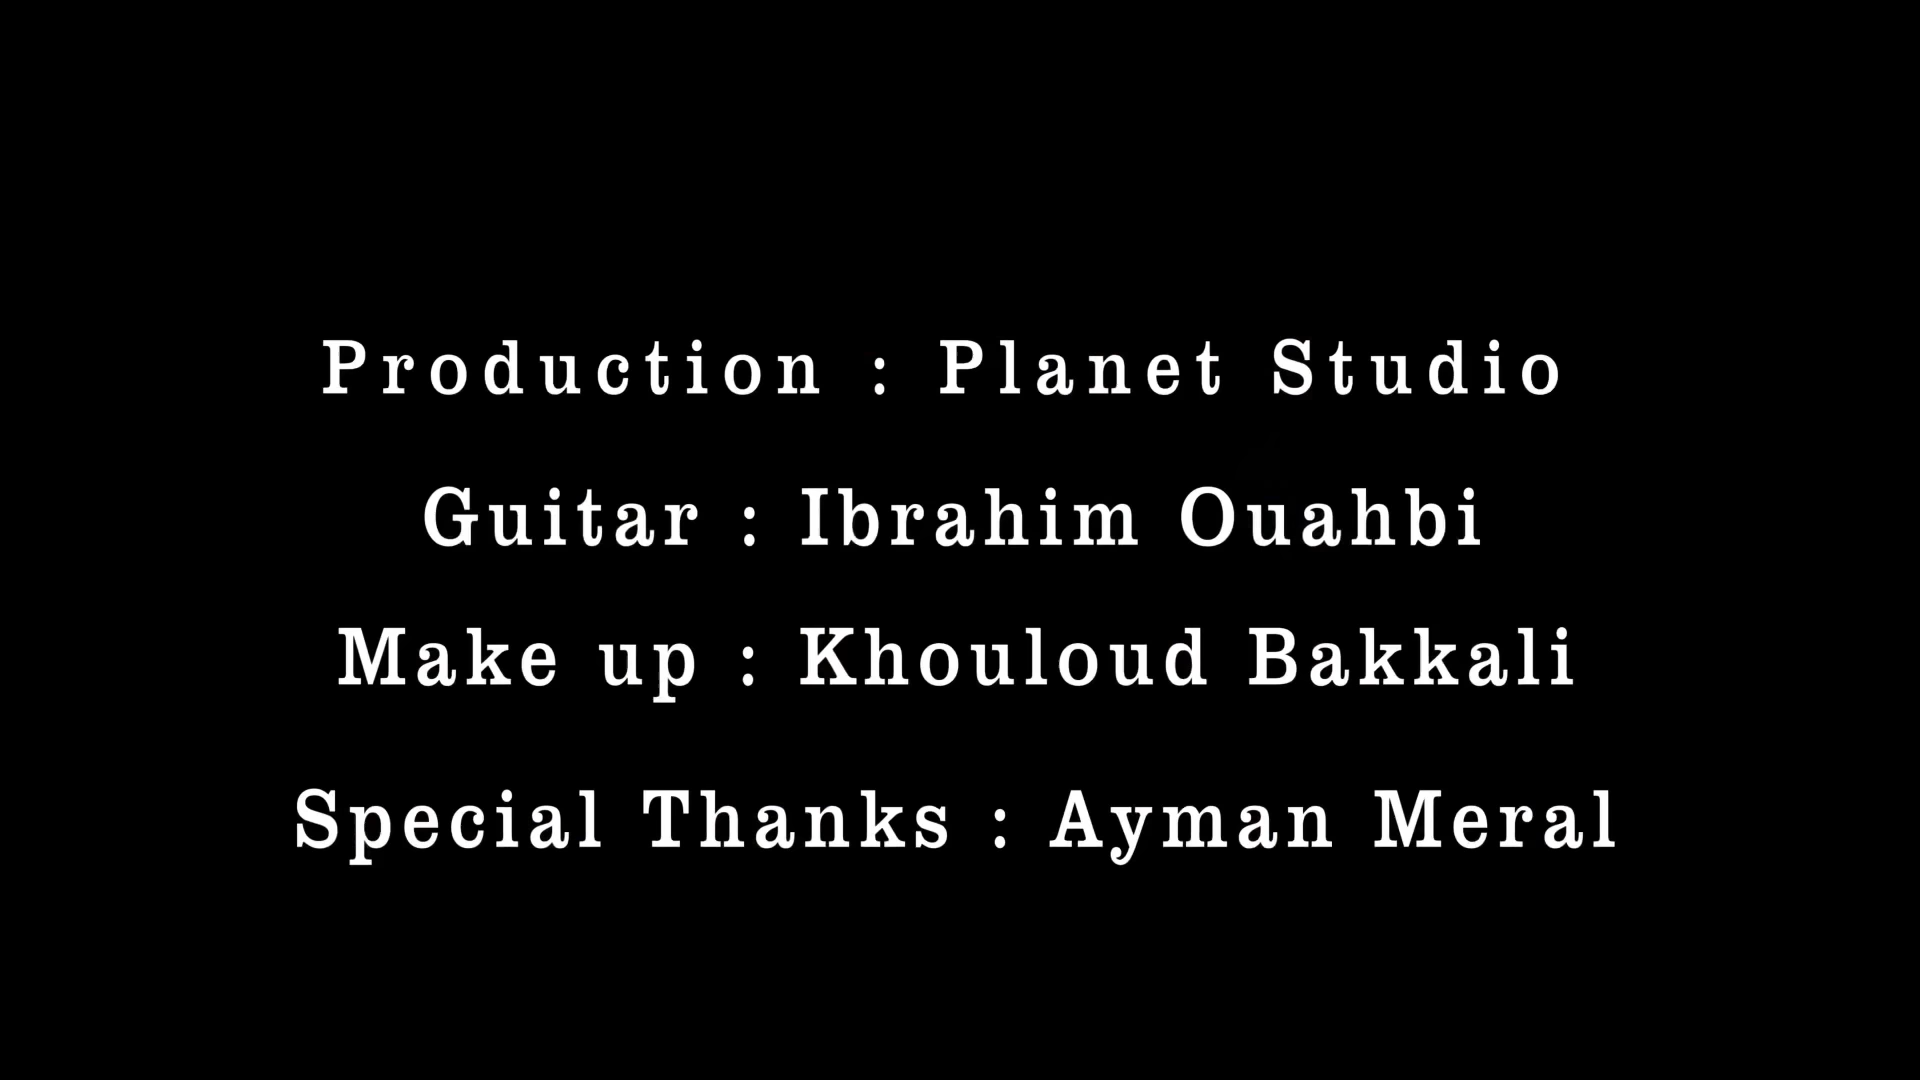 Production : Planet Studio
Guitar : Ibrahim Ouahbi
Make up : Khouloud Bakkali
Special Thanks : Ayman Meral